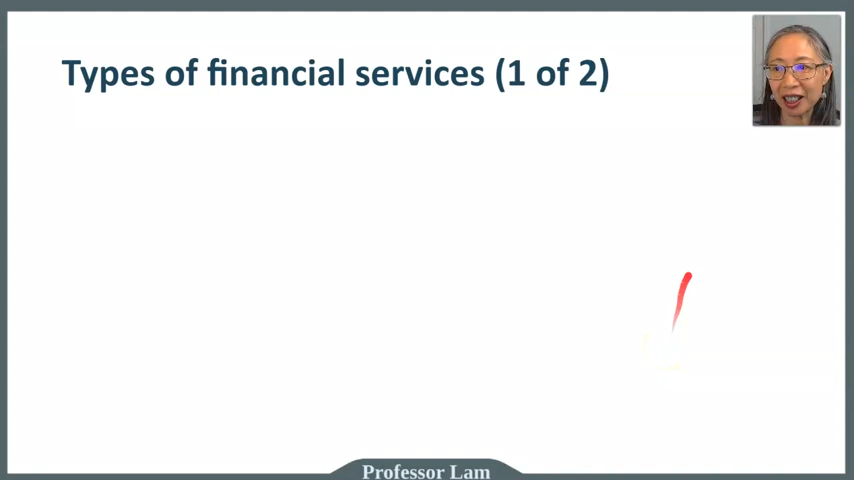 Types of financial services (1 of 2)
Professor Lam